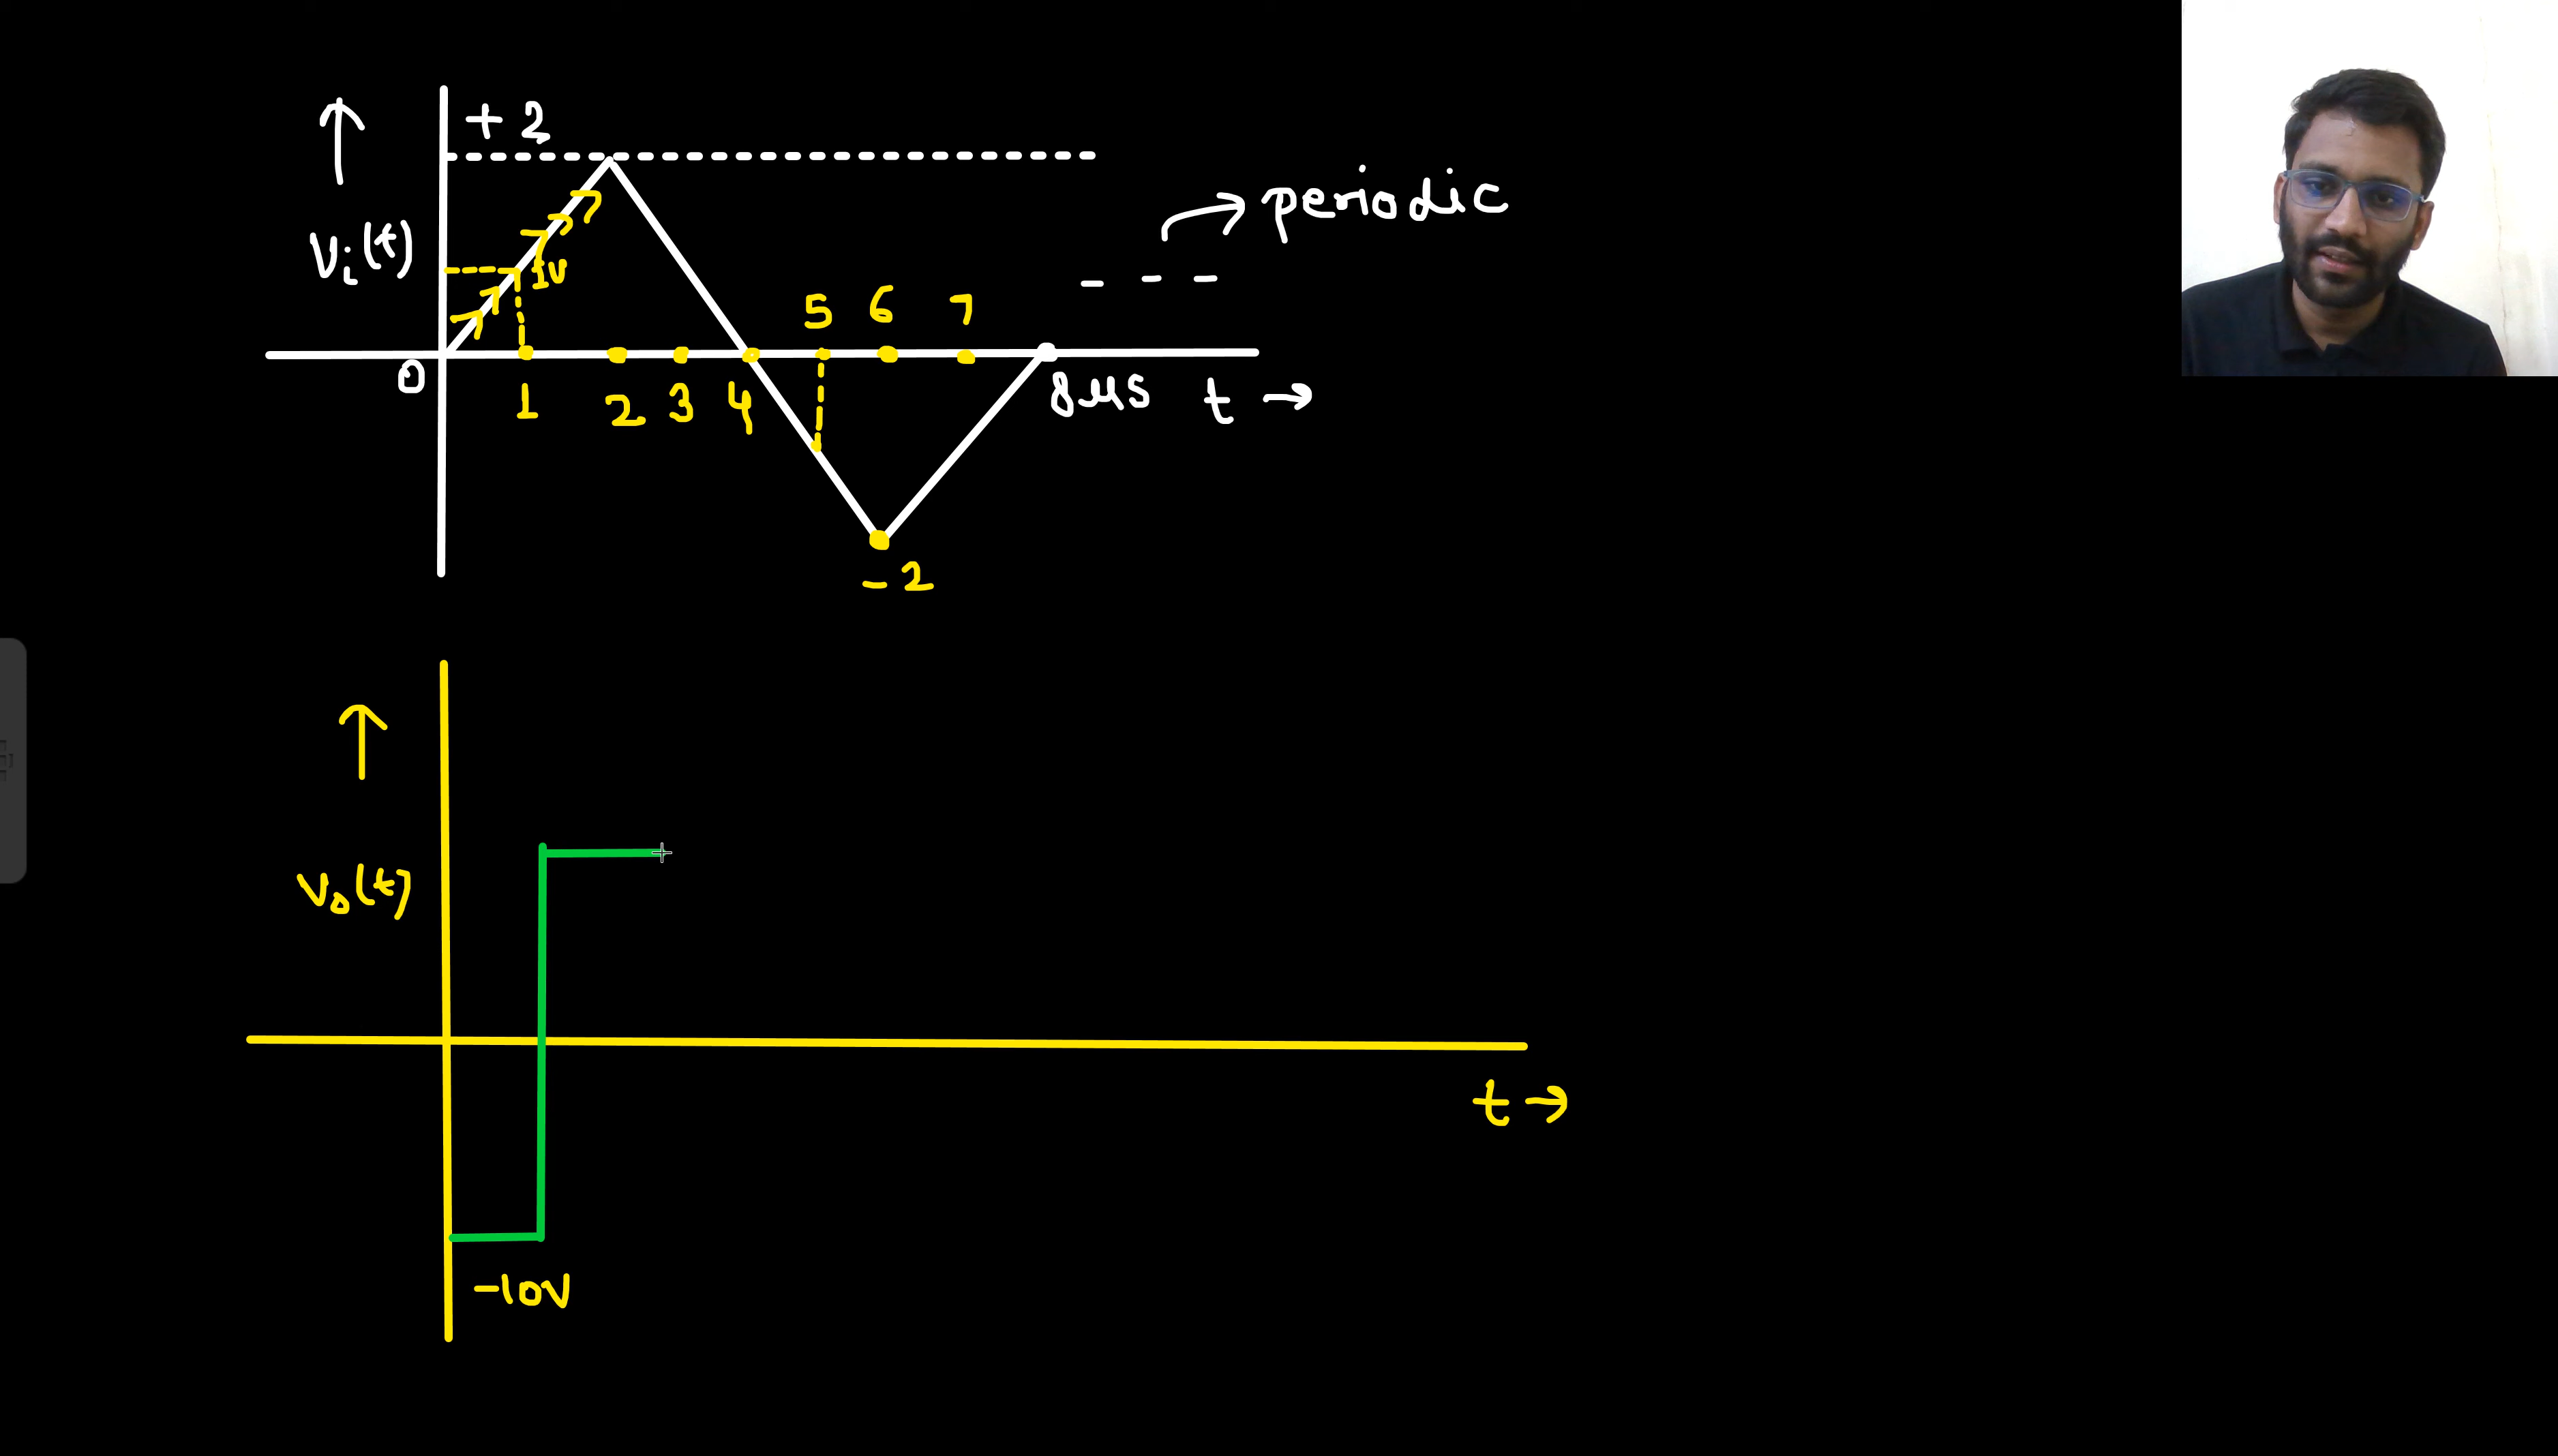 +2
Vi(t)
1V
periodic
- - -
5 6 7
0
1 2 3 4
8μs t →
-2
Vo(t)
t →
-10V